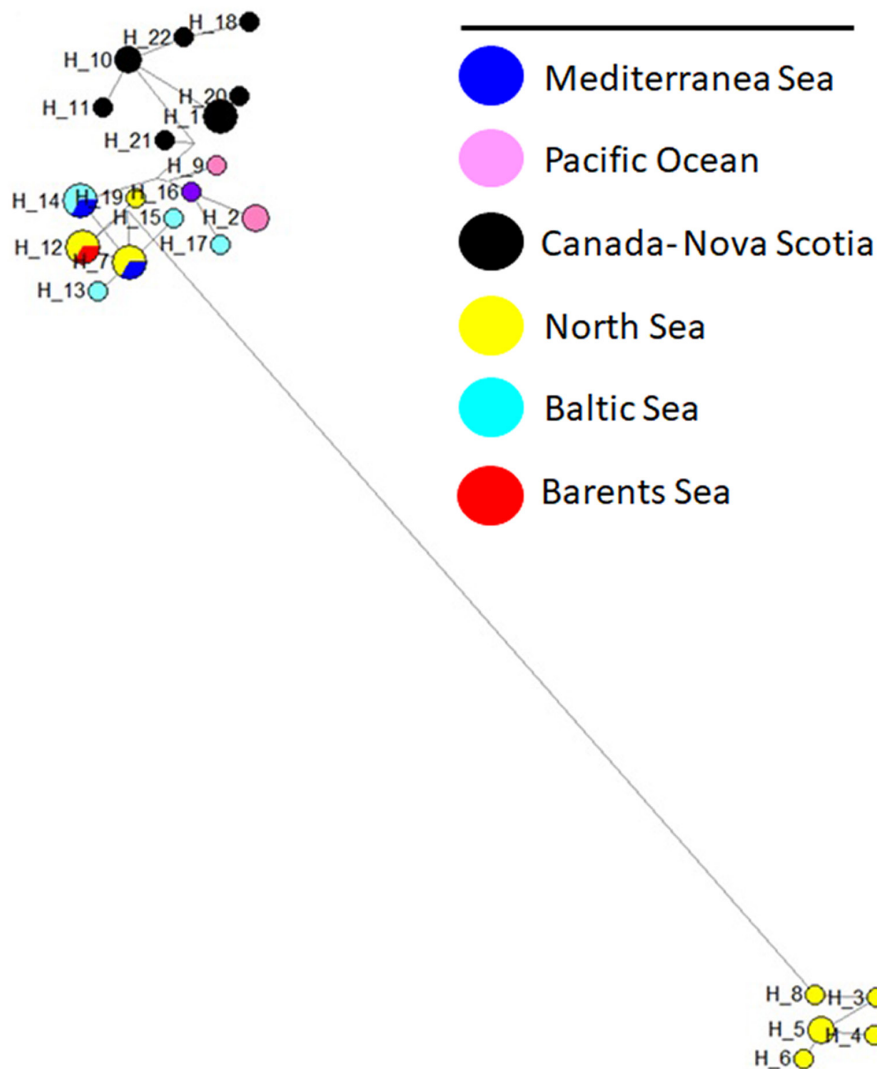 H_18
H_22
H_10
H_20
H_11
H_1
H_21
H_9
H_16
H_19
H_14
H_15
H_2
H_12
H_17
H_7
H_13
Mediterranea Sea
Pacific Ocean
Canada- Nova Scotia
North Sea
Baltic Sea
Barents Sea
H_8
H_3
H_5
H_4
H_6